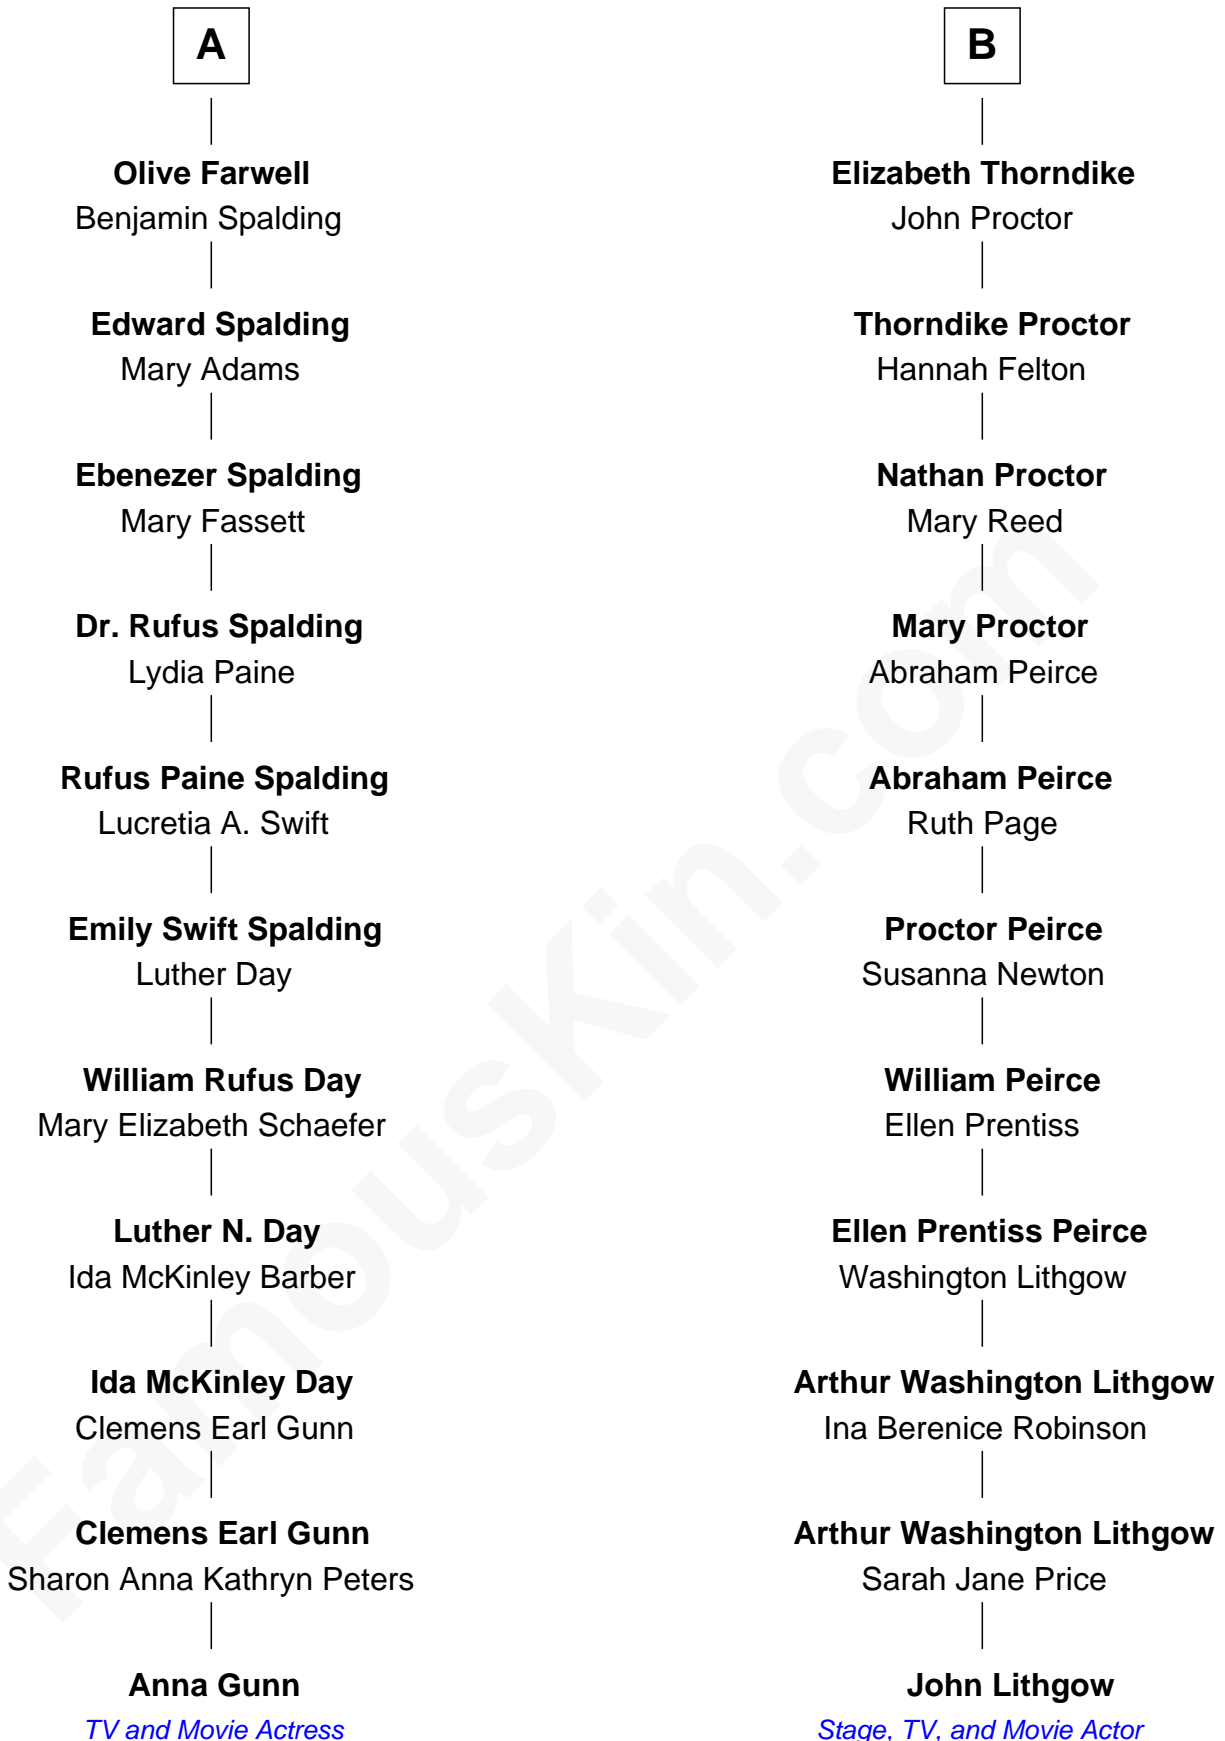 A
Olive Farwell
Benjamin Spalding
Edward Spalding
Mary Adams
Ebenezer Spalding
Mary Fassett
Dr. Rufus Spalding
Lydia Paine
Rufus Paine Spalding
Lucretia A. Swift
Emily Swift Spalding
Luther Day
William Rufus Day
Mary Elizabeth Schaefer
Luther N. Day
Ida McKinley Barber
Ida McKinley Day
Clemens Earl Gunn
Clemens Earl Gunn
Sharon Anna Kathryn Peters
Anna Gunn
TV and Movie Actress
B
Elizabeth Thorndike
John Proctor
Thorndike Proctor
Hannah Felton
Nathan Proctor
Mary Reed
Mary Proctor
Abraham Peirce
Abraham Peirce
Ruth Page
Proctor Peirce
Susanna Newton
William Peirce
Ellen Prentiss
Ellen Prentiss Peirce
Washington Lithgow
Arthur Washington Lithgow
Ina Berenice Robinson
Arthur Washington Lithgow
Sarah Jane Price
John Lithgow
Stage, TV, and Movie Actor
FamousKin.com